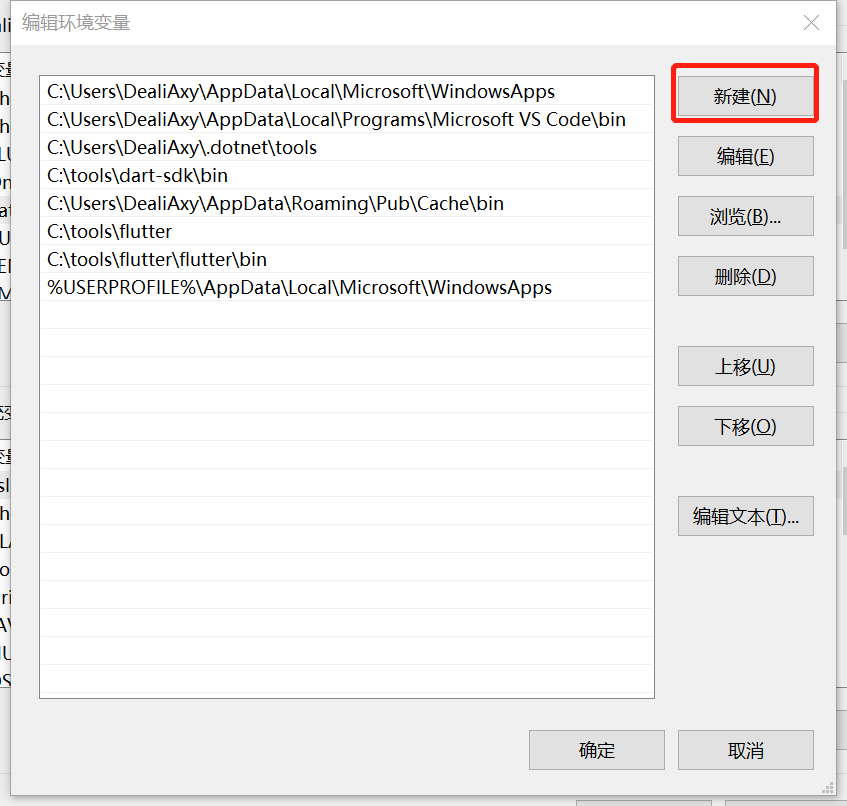 编辑环境变量
C:\Users\DealiAxy\AppData\Local\Microsoft\WindowsApps
C:\Users\DealiAxy\AppData\Local\Programs\Microsoft VS Code\bin
C:\Users\DealiAxy\.dotnet\tools
C:\tools\dart-sdk\bin
C:\Users\DealiAxy\AppData\Roaming\Pub\Cache\bin
C:\tools\flutter
C:\tools\flutter\flutter\bin
%USERPROFILE%\AppData\Local\Microsoft\WindowsApps
新建(N)
编辑(E)
浏览(B)...
删除(D)
上移(U)
下移(O)
编辑文本(T)...
确定
取消